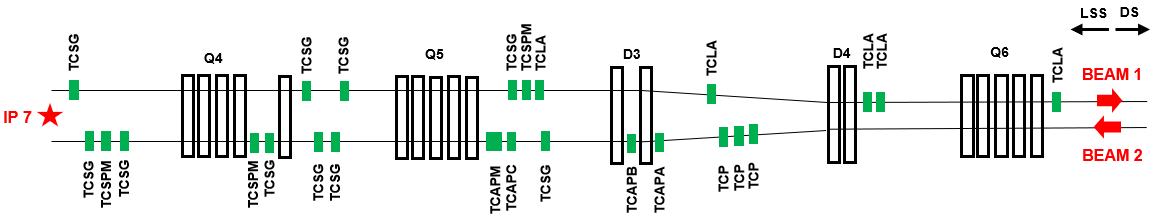 LSS DS
TCSG Q4 TCSG TCSG Q5 TCSG TCSPM TCLA D3 TCLA D4 TCLA TCLA Q6 TCLA
BEAM 1
IP 7
BEAM 2
TCSG TCSPM TCSG TCSPM TCSG TCSG TCSG TCAPM TCAPC TCSG TCAPB TCAPA TCP TCP TCP